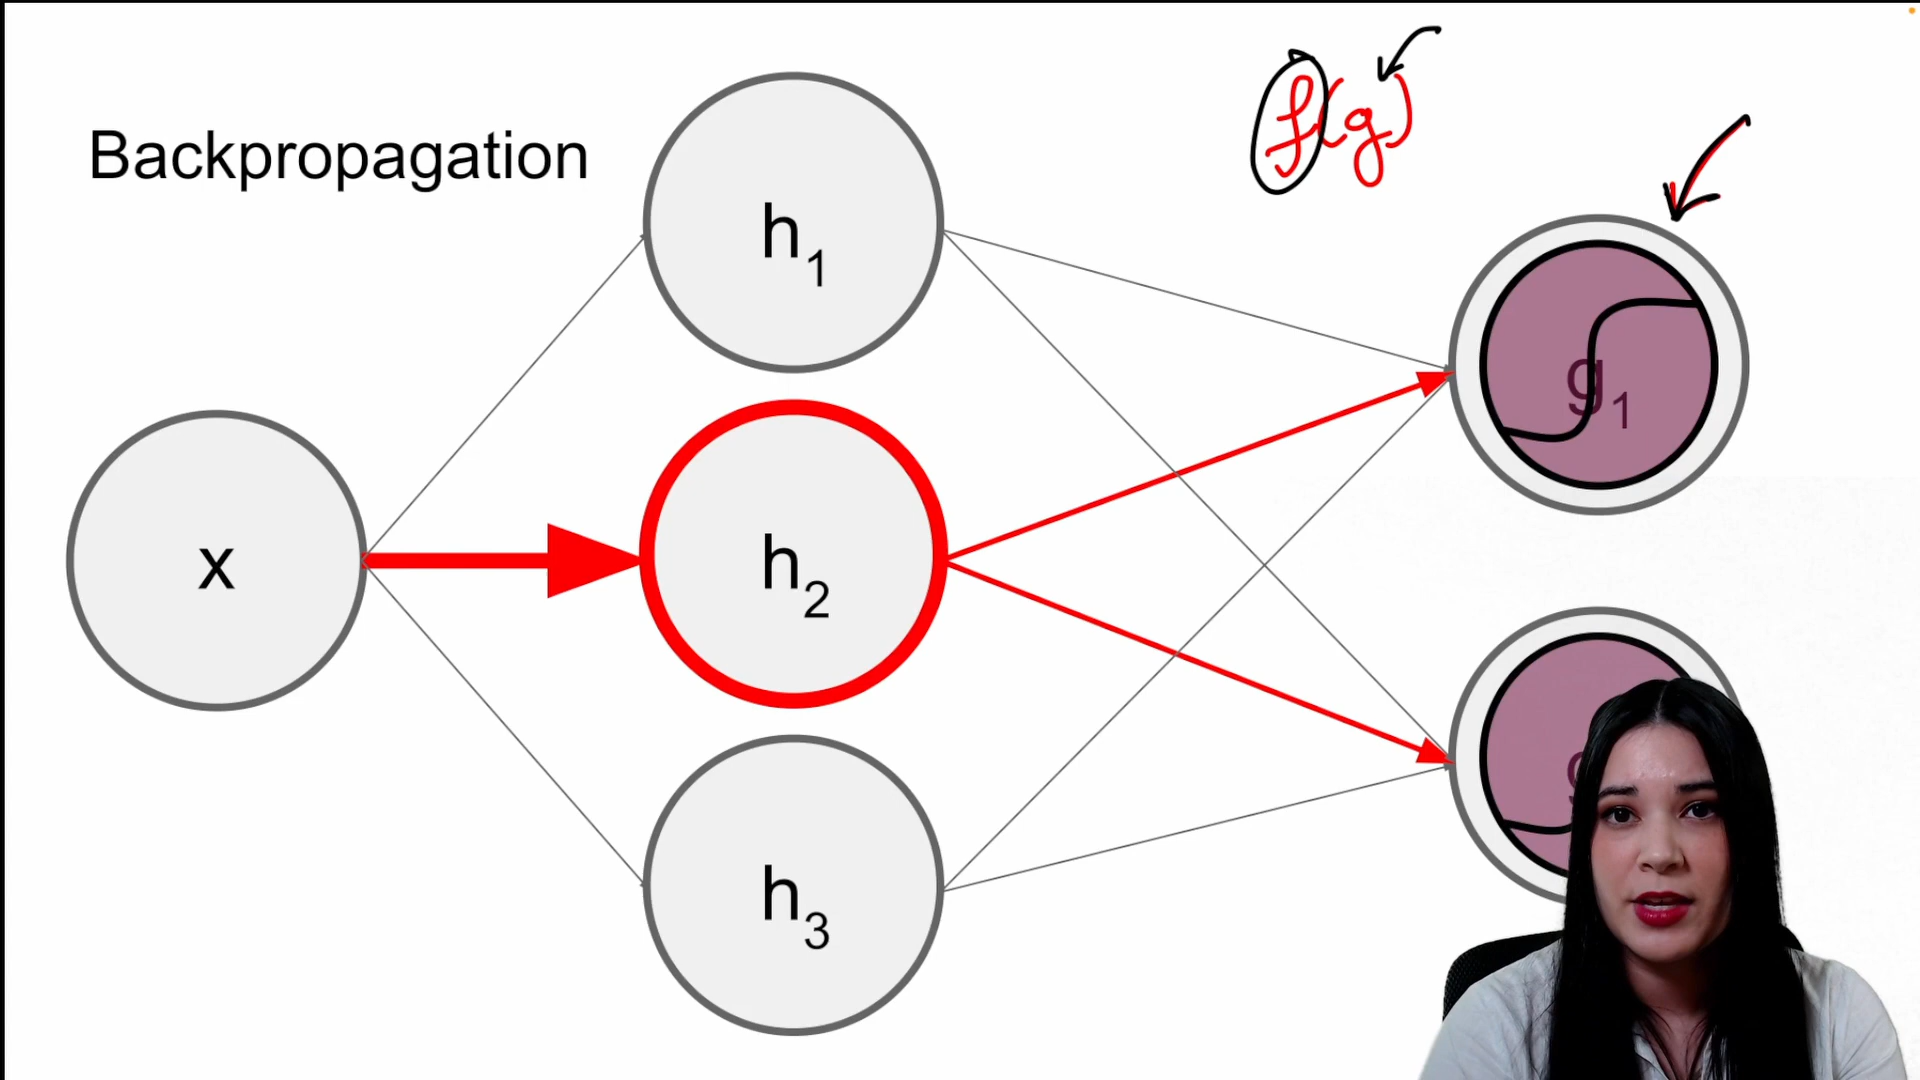 Backpropagation
f(g)
h1
g1
x
h2
g
h3